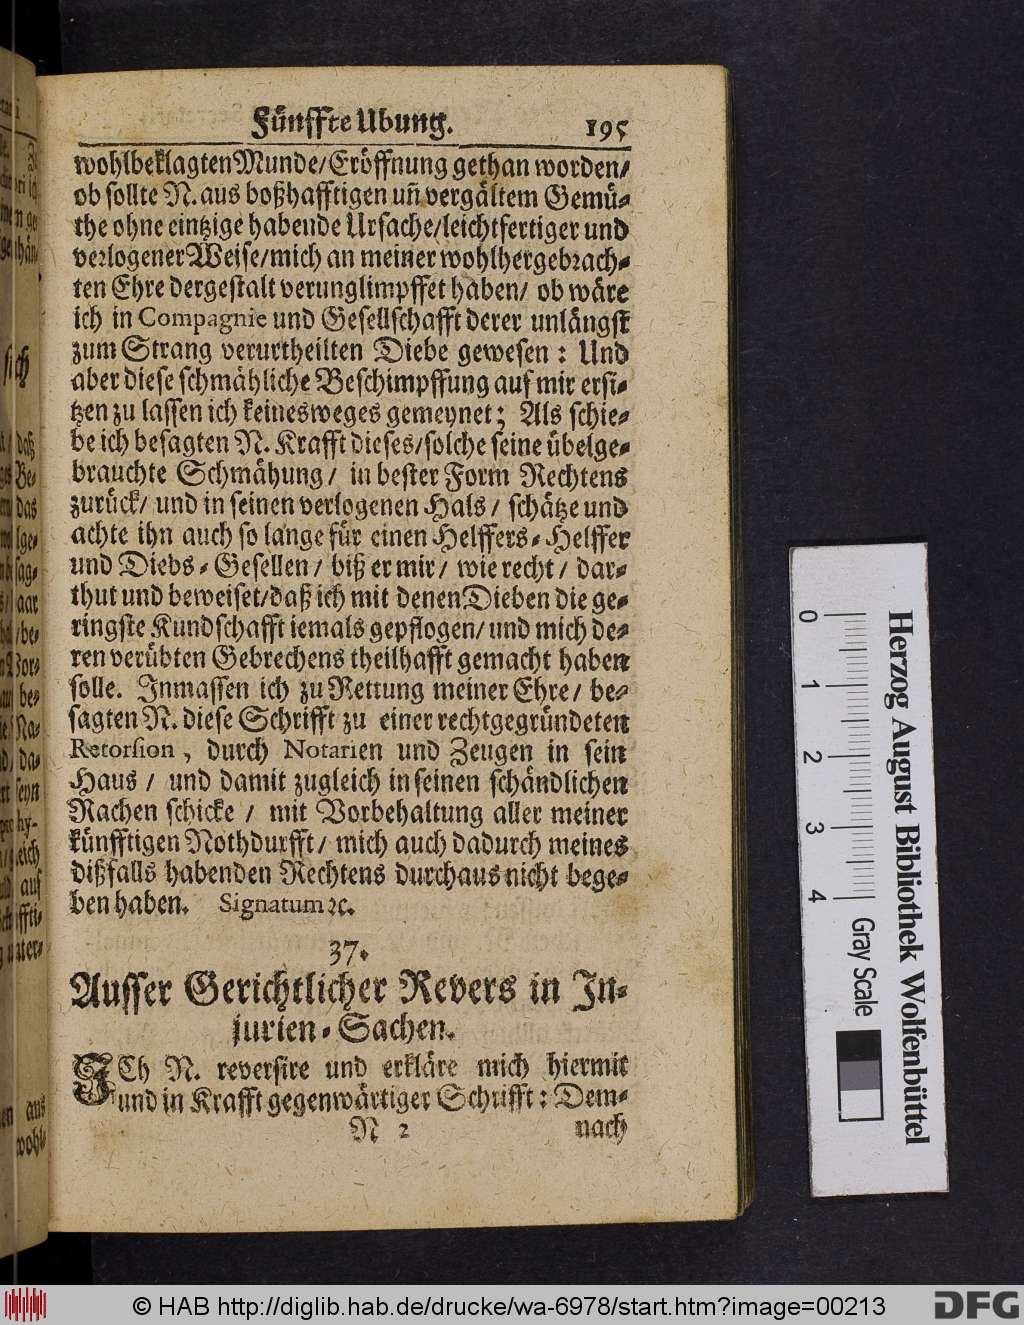 Fünffte Ubung. 195
wohlbeklagten Munde/ Eröffnung gethan worden/
ob sollte N. aus boßhafftigen uñ vergältem Gemü-
the ohne eintzige habende Ursache/ leichtfertiger und
verlogener Weise/ mich an meiner wohlhergebrach-
ten Ehre dergestalt verunglimpffet haben/ ob wäre
ich in Compagnie und Gesellschafft derer unlängst
zum Strang verurtheilten Diebe gewesen: Und
aber diese schmähliche Beschimpffung auf mir ersi-
tzen zu lassen ich keinesweges gemeynet; Als schie-
be ich besagten N. Krafft dieses/ solche seine übelge-
brauchte Schmähung/ in bester Form Rechtens
zurück/ und in seinen verlogenen Hals/ schätze und
achte ihn auch so lange für einen Helffers-Helffer
und Diebs-Gesellen/ biß er mir/ wie recht/ dar-
thut und beweiset/ daß ich mit denen Dieben die ge-
ringste Kundschafft iemals gepflogen/ und mich de-
ren verübten Gebrechens theilhafft gemacht haben
solle. Inmassen ich zu Rettung meiner Ehre/ be-
sagten N. diese Schrifft zu einer rechtgegründeten
Retorsion, durch Notarien und Zeugen in sein
Haus/ und damit zugleich in seinen schändlichen
Rachen schicke/ mit Vorbehaltung aller meiner
künfftigen Nothdurfft/ mich auch dadurch meines
dißfalls habenden Rechtens durchaus nicht bege-
ben haben. Signatum ꝛc.
37.
Ausser Gerichtlicher Revers in In-
jurien-Sachen.
ICh N. reversire und erkläre mich hiermit
und in Krafft gegenwärtiger Schrifft: Dem-
N 2 nach
0 1 2 3 4
Gray Scale
Herzog August Bibliothek Wolfenbüttel
© HAB http://diglib.hab.de/drucke/wa-6978/start.htm?image=00213
DFG